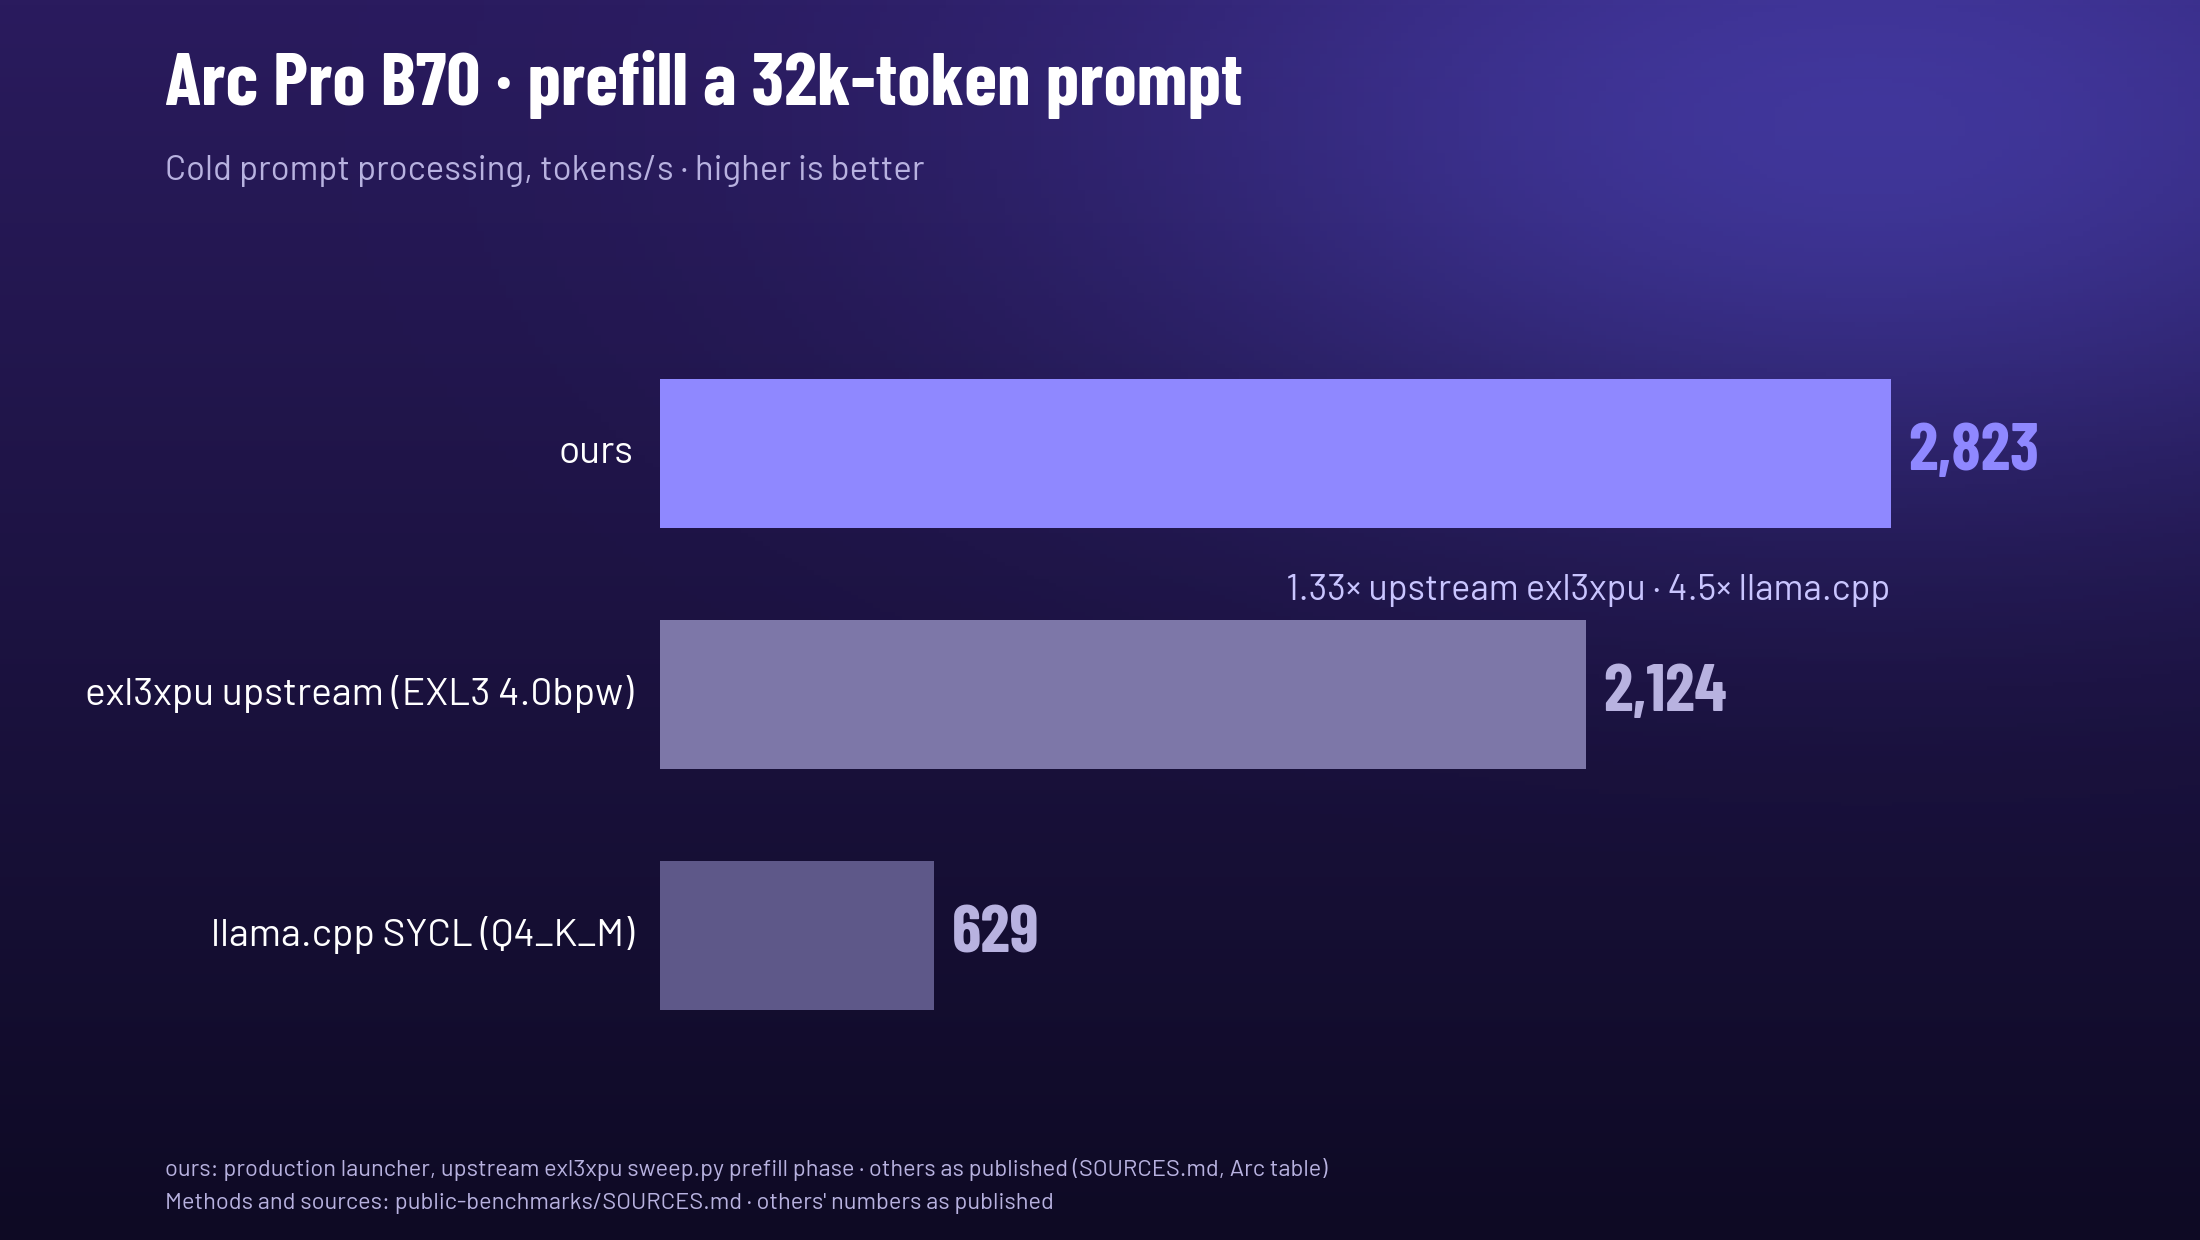 Arc Pro B70 · prefill a 32k-token prompt
Cold prompt processing, tokens/s · higher is better
ours
2,823
1.33× upstream exl3xpu · 4.5× llama.cpp
exl3xpu upstream (EXL3 4.0bpw)
2,124
llama.cpp SYCL (Q4_K_M)
629
ours: production launcher, upstream exl3xpu sweep.py prefill phase · others as published (SOURCES.md, Arc table)
Methods and sources: public-benchmarks/SOURCES.md · others' numbers as published